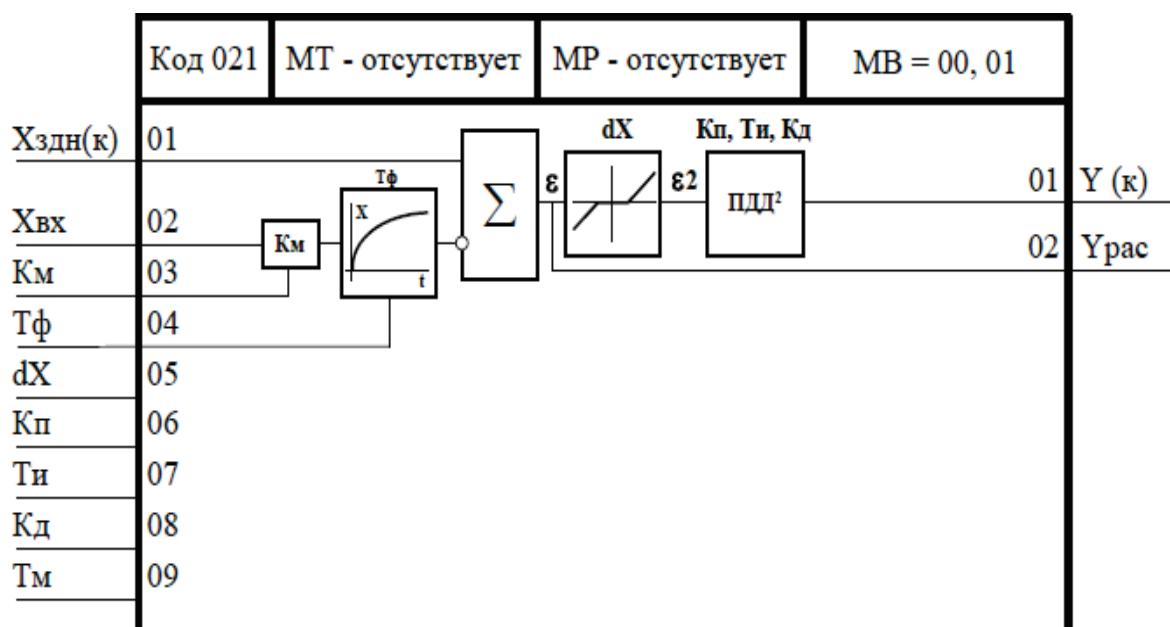 Код 021 МТ - отсутствует МР - отсутствует МВ = 00, 01
Хздн(к) 01
dX Кп, Ти, Кд
Тф
ε ε2
X
Σ
ПДД²
01 Y (к)
Хвх 02
Км
02 Yрас
Км 03
t
Тф 04
dX 05
Кп 06
Ти 07
Кд 08
Тм 09